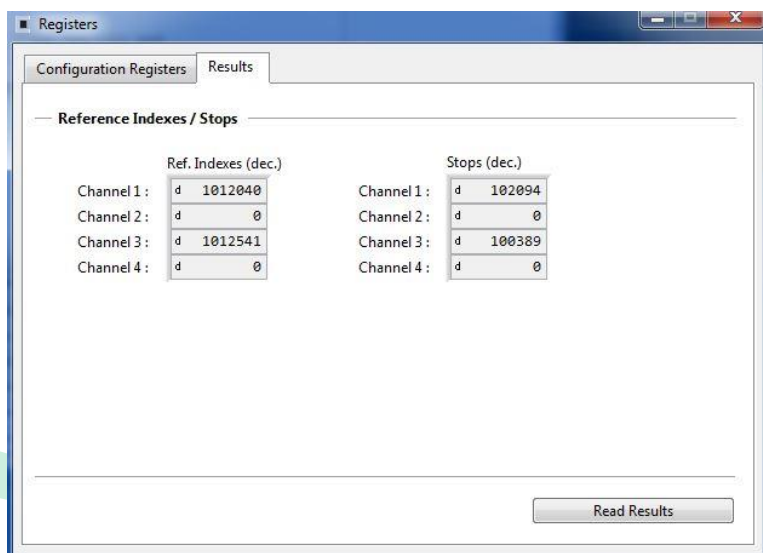 Registers
Configuration Registers Results
Reference Indexes / Stops
Ref. Indexes (dec.) Stops (dec.)
Channel 1 : d 1012040 Channel 1 : d 102094
Channel 2 : d 0 Channel 2 : d 0
Channel 3 : d 1012541 Channel 3 : d 100389
Channel 4 : d 0 Channel 4 : d 0
Read Results